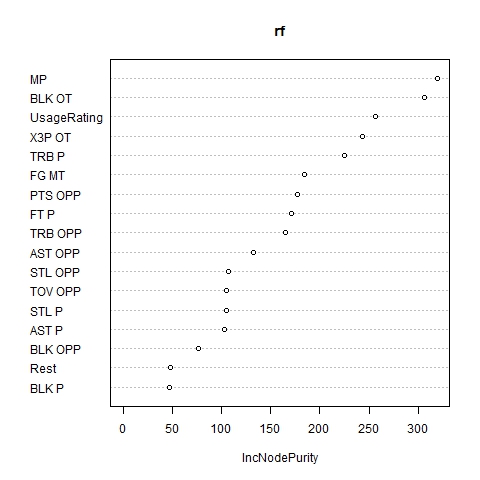 rf
MP
BLK OT
UsageRating
X3P OT
TRB P
FG MT
PTS OPP
FT P
TRB OPP
AST OPP
STL OPP
TOV OPP
STL P
AST P
BLK OPP
Rest
BLK P
0 50 100 150 200 250 300
IncNodePurity